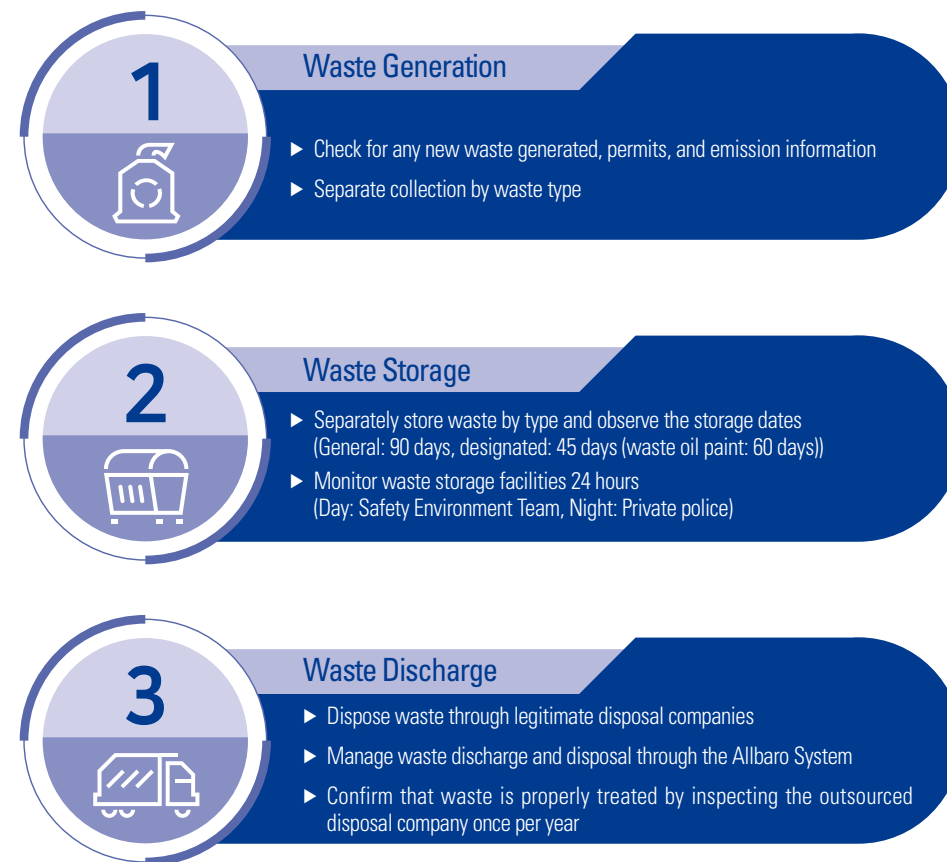 1
Waste Generation
▶ Check for any new waste generated, permits, and emission information
▶ Separate collection by waste type
2
Waste Storage
▶ Separately store waste by type and observe the storage dates
(General: 90 days, designated: 45 days (waste oil paint: 60 days))
▶ Monitor waste storage facilities 24 hours
(Day: Safety Environment Team, Night: Private police)
3
Waste Discharge
▶ Dispose waste through legitimate disposal companies
▶ Manage waste discharge and disposal through the Allbaro System
▶ Confirm that waste is properly treated by inspecting the outsourced
disposal company once per year